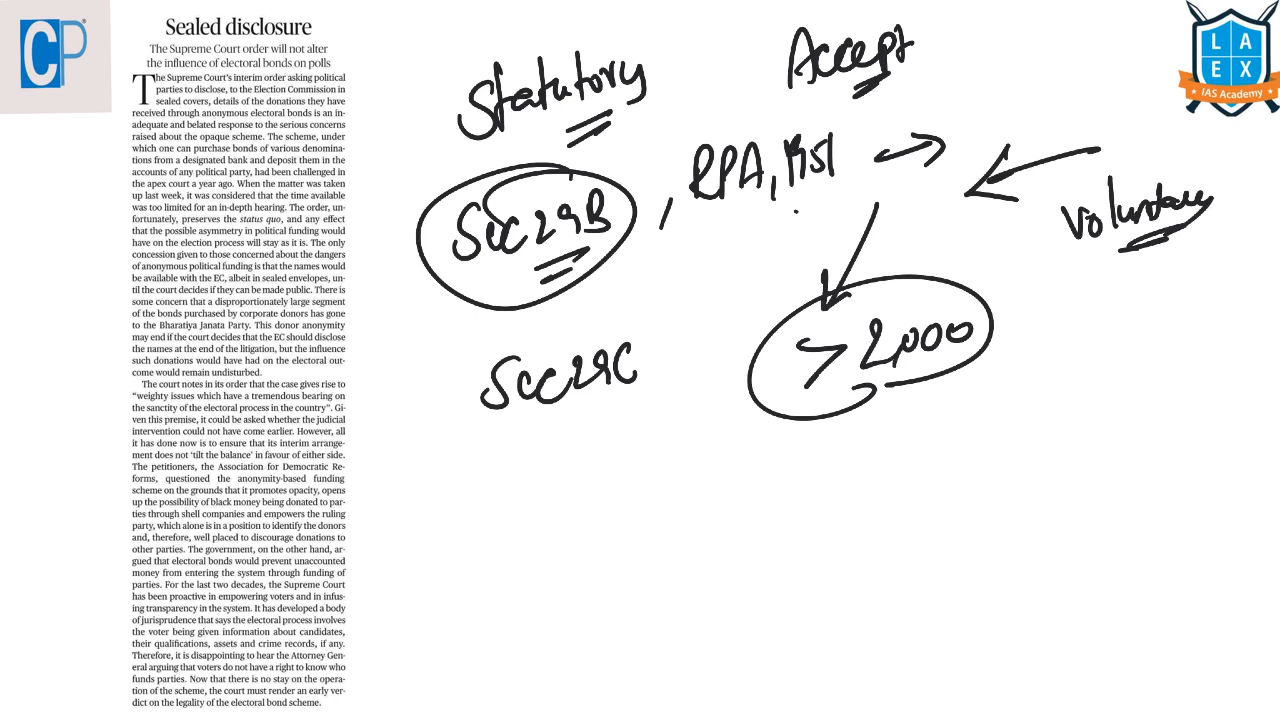 CP®
Sealed disclosure
The Supreme Court order will not alter
the influence of electoral bonds on polls
The Supreme Court's interim order asking political
parties to disclose, to the Election Commission in
sealed covers, details of the donations they have
received through anonymous electoral bonds is an in-
adequate and belated response to the serious concerns
raised about the opaque scheme. The scheme, under
which one can purchase bonds of various denomina-
tions from a designated bank and deposit them in the
accounts of any political party, had been challenged in
the apex court a year ago. When the matter was taken
up last week, it was considered that the time available
was too limited for an in-depth hearing. The order, un-
fortunately, preserves the status quo, and any effect
that the possible asymmetry in political funding would
have on the election process will stay as it is. The only
concession given to those concerned about the dangers
of anonymous political funding is that the names would
be available with the EC, albeit in sealed envelopes, un-
til the court decides if they can be made public. There is
some concern that a disproportionately large segment
of the bonds purchased by corporate donors has gone
to the Bharatiya Janata Party. This donor anonymity
may end if the court decides that the EC should disclose
the names at the end of the litigation, but the influence
such donations would have had on the electoral out-
come would remain undisturbed.
The court notes in its order that the case gives rise to
"weighty issues which have a tremendous bearing on
the sanctity of the electoral process in the country". Gi-
ven this premise, it could be asked whether the judicial
intervention could not have come earlier. However, all
it has done now is to ensure that its interim arrange-
ment does not 'tilt the balance' in favour of either side.
The petitioners, the Association for Democratic Re-
forms, questioned the anonymity-based funding
scheme on the grounds that it promotes opacity, opens
up the possibility of black money being donated to par-
ties through shell companies and empowers the ruling
party, which alone is in a position to identify the donors
and, therefore, well placed to discourage donations to
other parties. The government, on the other hand, ar-
gued that electoral bonds would prevent unaccounted
money from entering the system through funding of
parties. For the last two decades, the Supreme Court
has been proactive in empowering voters and in infus-
ing transparency in the system. It has developed a body
of jurisprudence that says the electoral process involves
the voter being given information about candidates,
their qualifications, assets and crime records, if any.
Therefore, it is disappointing to hear the Attorney Gen-
eral arguing that voters do not have a right to know who
funds parties. Now that there is no stay on the opera-
tion of the scheme, the court must render an early ver-
dict on the legality of the electoral bond scheme.
Statutory
Accept
Sec 29B, RPA, 1951
Voluntary
> 2,000
Sec 29C
L A
E X
IAS Academy